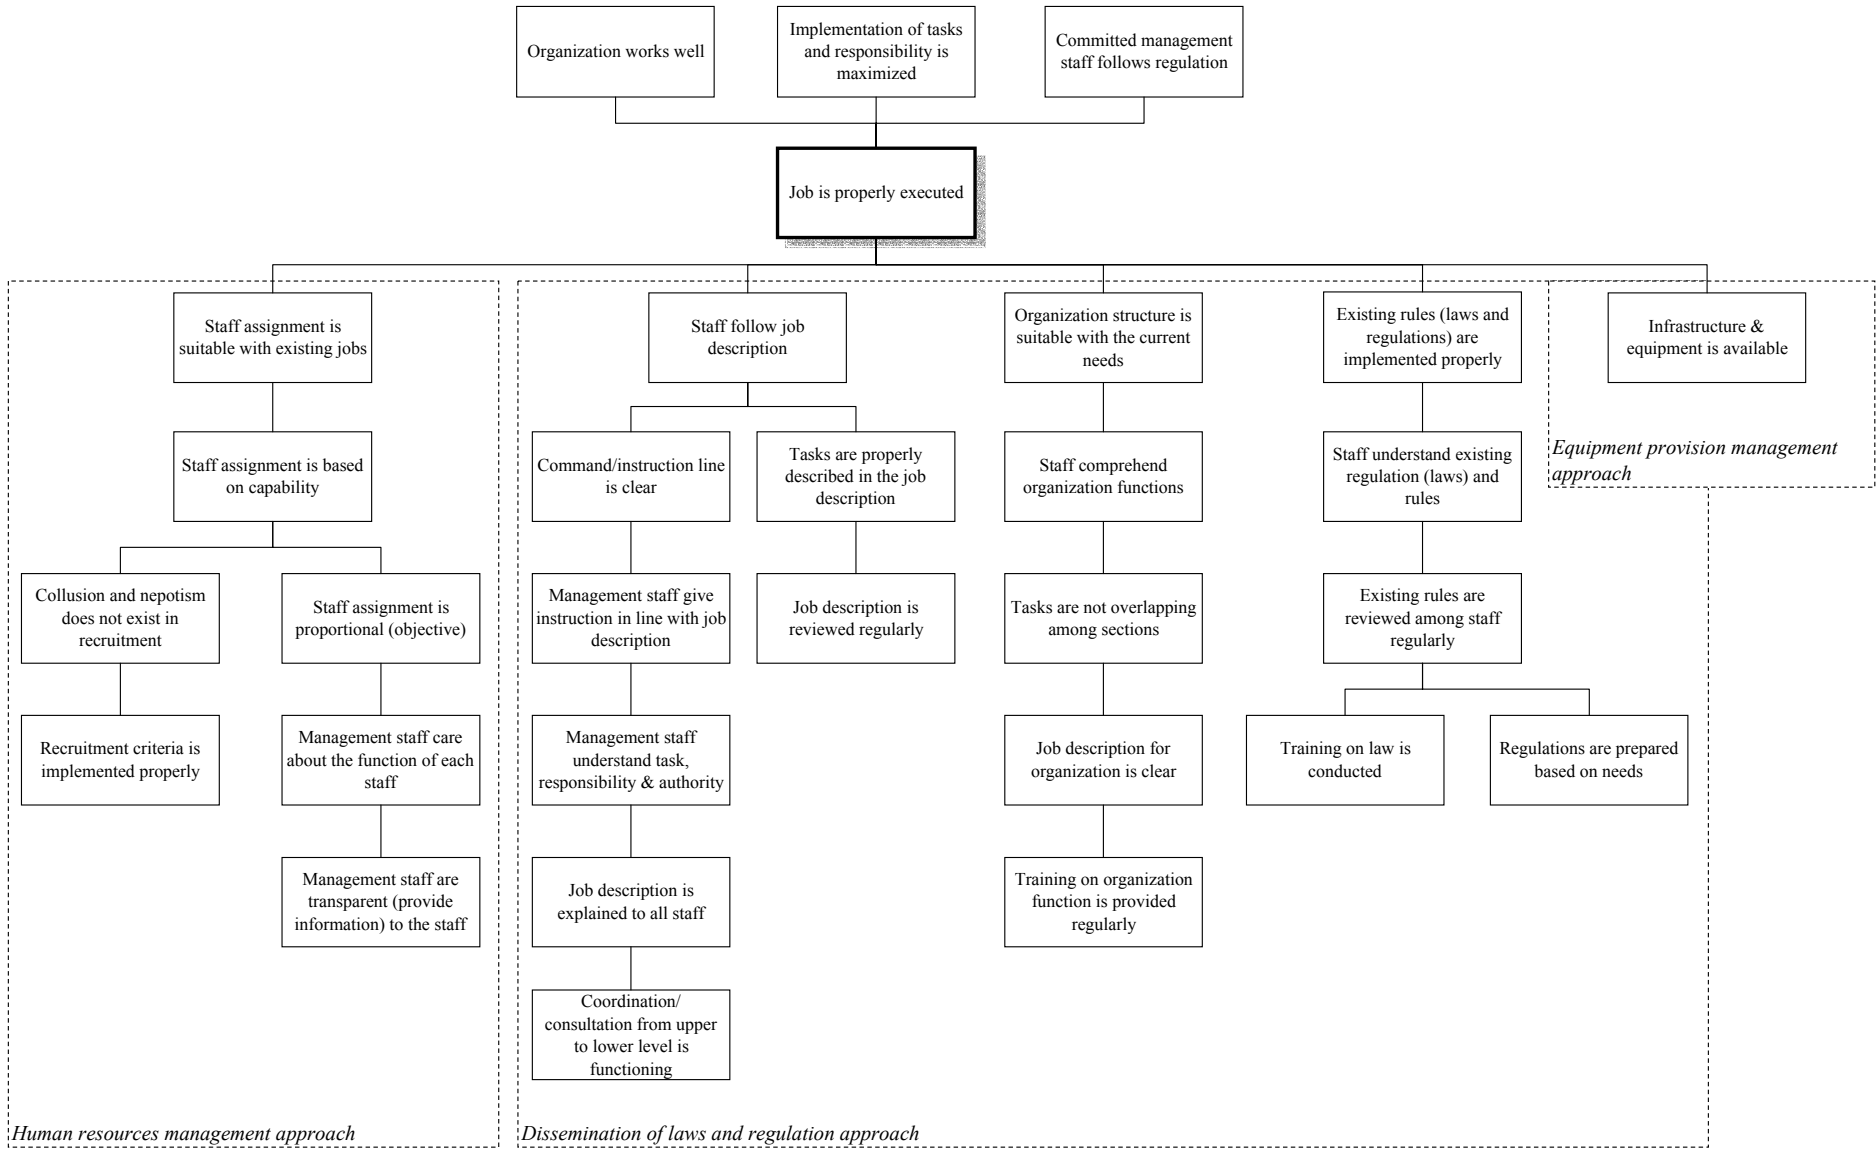 Organization works well
Implementation of tasks
and responsibility is
maximized
Committed management
staff follows regulation
Job is properly executed
Staff assignment is
suitable with existing jobs
Staff follow job
description
Organization structure is
suitable with the current
needs
Existing rules (laws and
regulations) are
implemented properly
Infrastructure &
equipment is available
Staff assignment is based
on capability
Command/instruction line
is clear
Tasks are properly
described in the job
description
Staff comprehend
organization functions
Staff understand existing
regulation (laws) and
rules
Equipment provision management
approach
Collusion and nepotism
does not exist in
recruitment
Staff assignment is
proportional (objective)
Management staff give
instruction in line with job
description
Job description is
reviewed regularly
Tasks are not overlapping
among sections
Existing rules are
reviewed among staff
regularly
Recruitment criteria is
implemented properly
Management staff care
about the function of each
staff
Management staff
understand task,
responsibility & authority
Job description for
organization is clear
Training on law is
conducted
Regulations are prepared
based on needs
Management staff are
transparent (provide
information) to the staff
Job description is
explained to all staff
Training on organization
function is provided
regularly
Coordination/
consultation from upper
to lower level is
functioning
Human resources management approach
Dissemination of laws and regulation approach